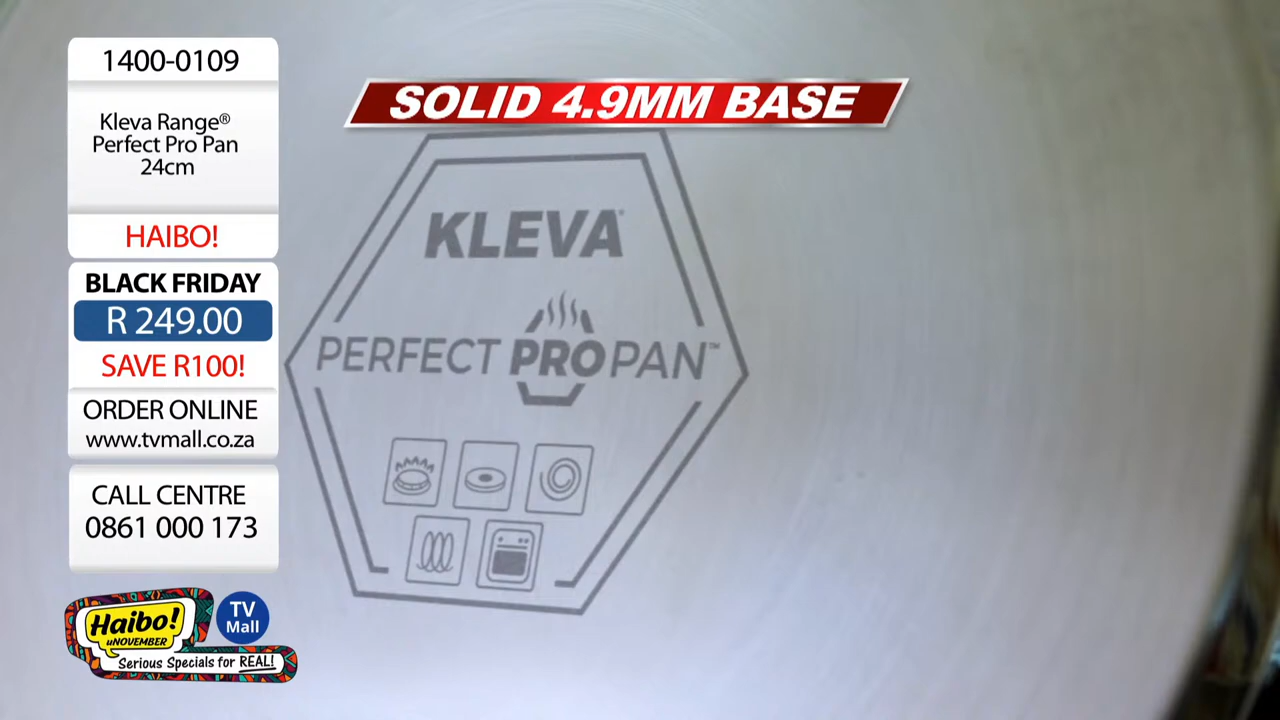 1400-0109
Kleva Range®
Perfect Pro Pan
24cm
HAIBO!
BLACK FRIDAY
R 249.00
SAVE R100!
ORDER ONLINE
www.tvmall.co.za
CALL CENTRE
0861 000 173
Haibo!
uNOVEMBER
Serious Specials for REAL!
TV
Mall
SOLID 4.9MM BASE
KLEVA®
PERFECT PRO PAN™